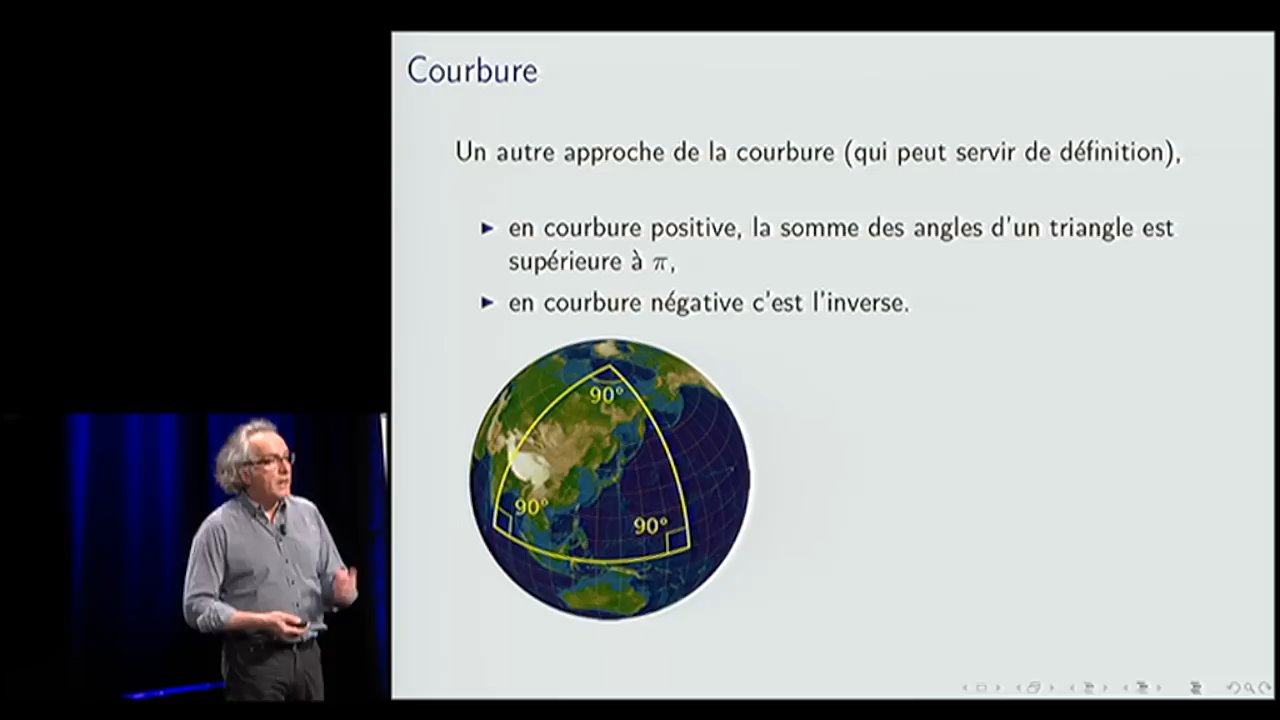 Courbure
Un autre approche de la courbure (qui peut servir de définition),
en courbure positive, la somme des angles d'un triangle est
supérieure à π,
en courbure négative c'est l'inverse.
90°
90°
90°